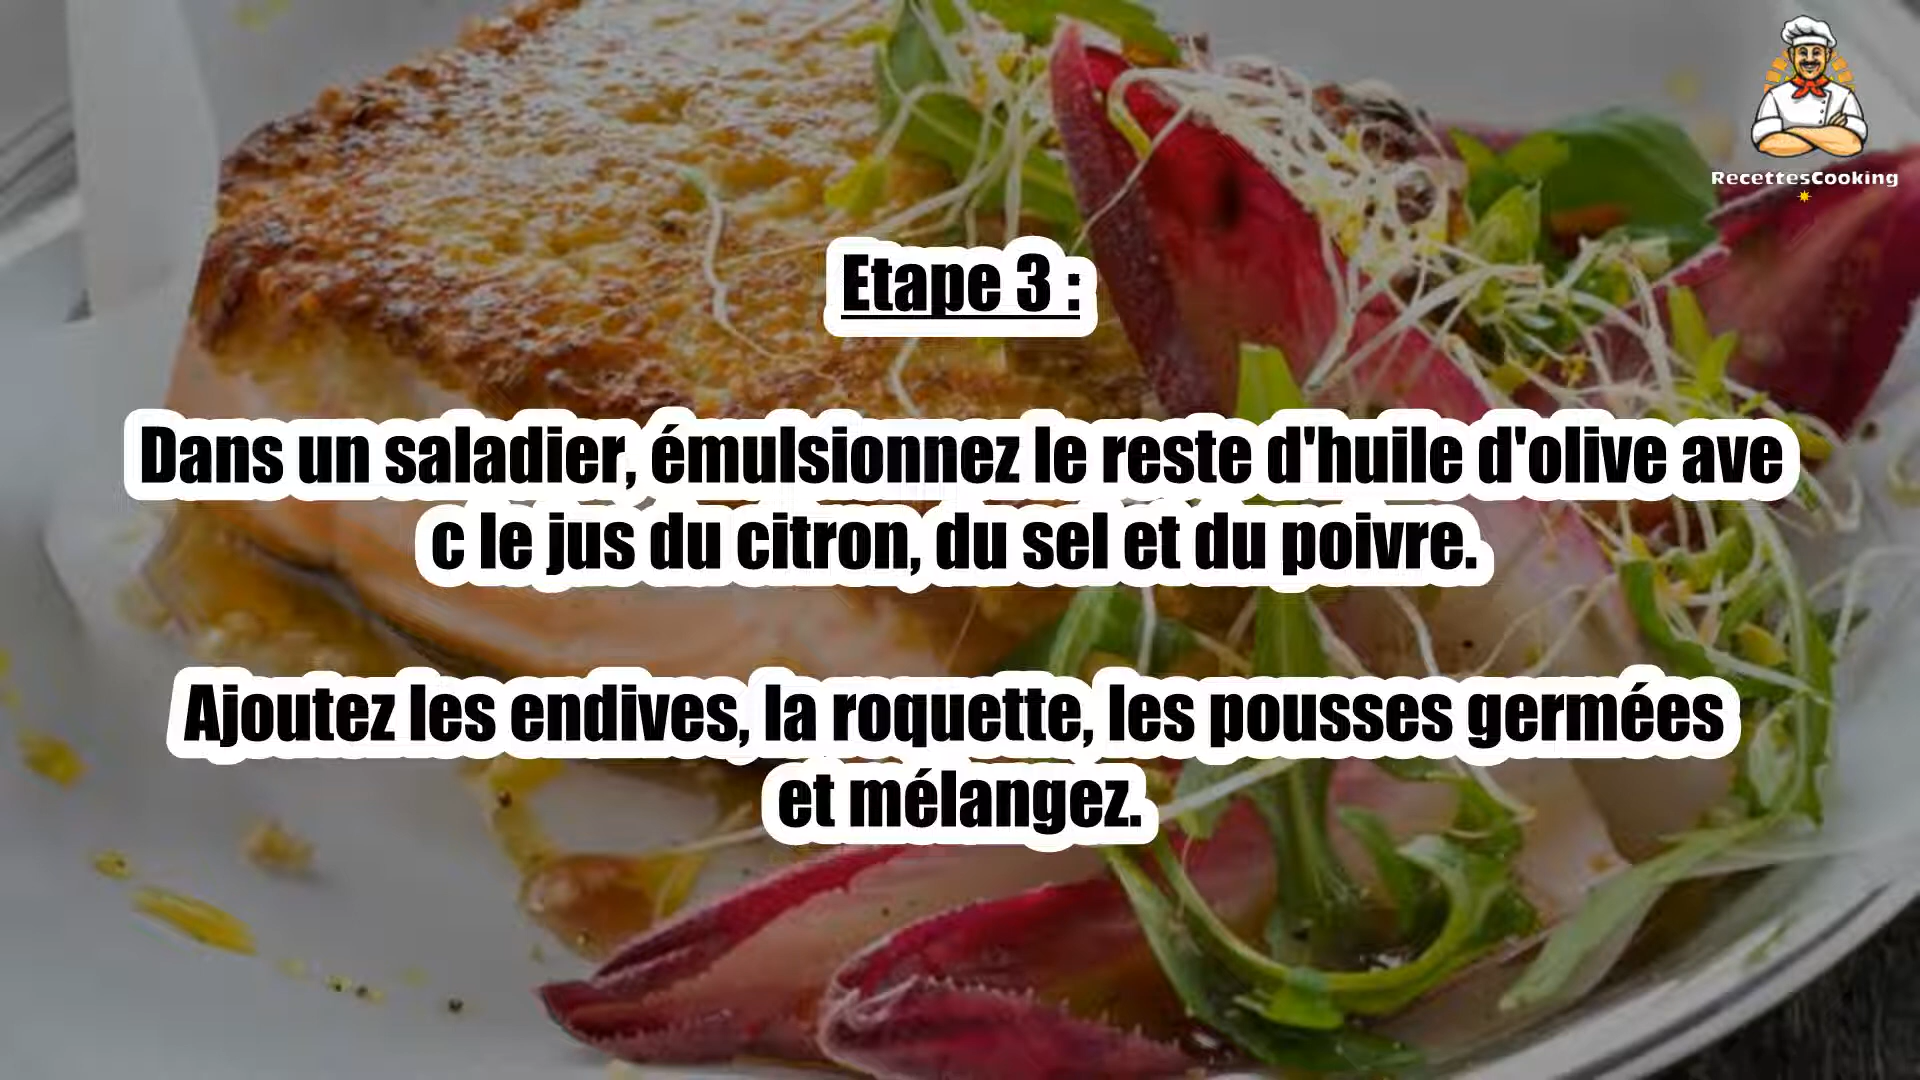 RecettesCooking
Etape 3 :
Dans un saladier, émulsionnez le reste d'huile d'olive ave
c le jus du citron, du sel et du poivre.
Ajoutez les endives, la roquette, les pousses germées
et mélangez.